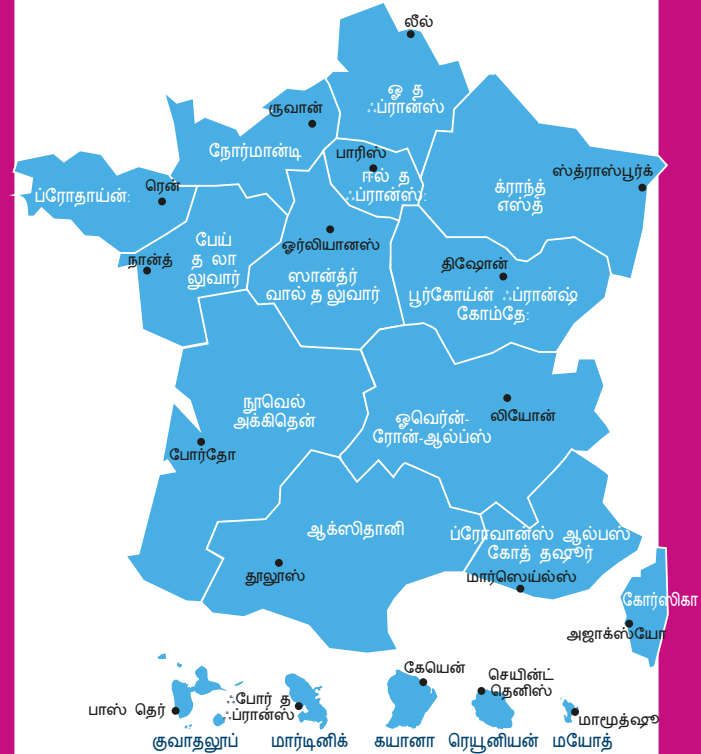 லீல்
ஓ த
ஃப்ரான்ஸ்
ருவான்
நோர்மான்டி
பாரிஸ்
ஈல் த
ஃப்ரான்ஸ்:
ஸ்த்ராஸ்பூர்க்
க்ராந்த்
எஸ்த்
ப்ரோதாய்ன்:
ரென்
பேய்
த லா
லுவார்
நான்த்
ஓர்லியானஸ்
ஸான்த்ர்
வால் த லுவார்
திஷோன்
பூர்கோய்ன் ஃப்ரான்ஷ்
கோம்தே:
நூவெல்
அக்கிதென்
ஓவெர்ன்-
ரோன்-ஆல்ப்ஸ்
லியோன்
போர்தோ
ஆக்ஸிதானி
ப்ரோவானஸ் ஆல்பஸ்
கோத் தஷூர்
தூலூஸ்
மார்ஸெய்ல்ஸ்
கோர்ஸிகா
அஜாக்ஸ்யோ
பாஸ் தெர்
ஃபோர் த
ஃப்ரான்ஸ்
கேயென்
செயின்ட்
தெனிஸ்
மாமூத்ஷூ
குவாதலூப்
மார்டினிக்
கயானா
ரெயூனியன்
மயோத்